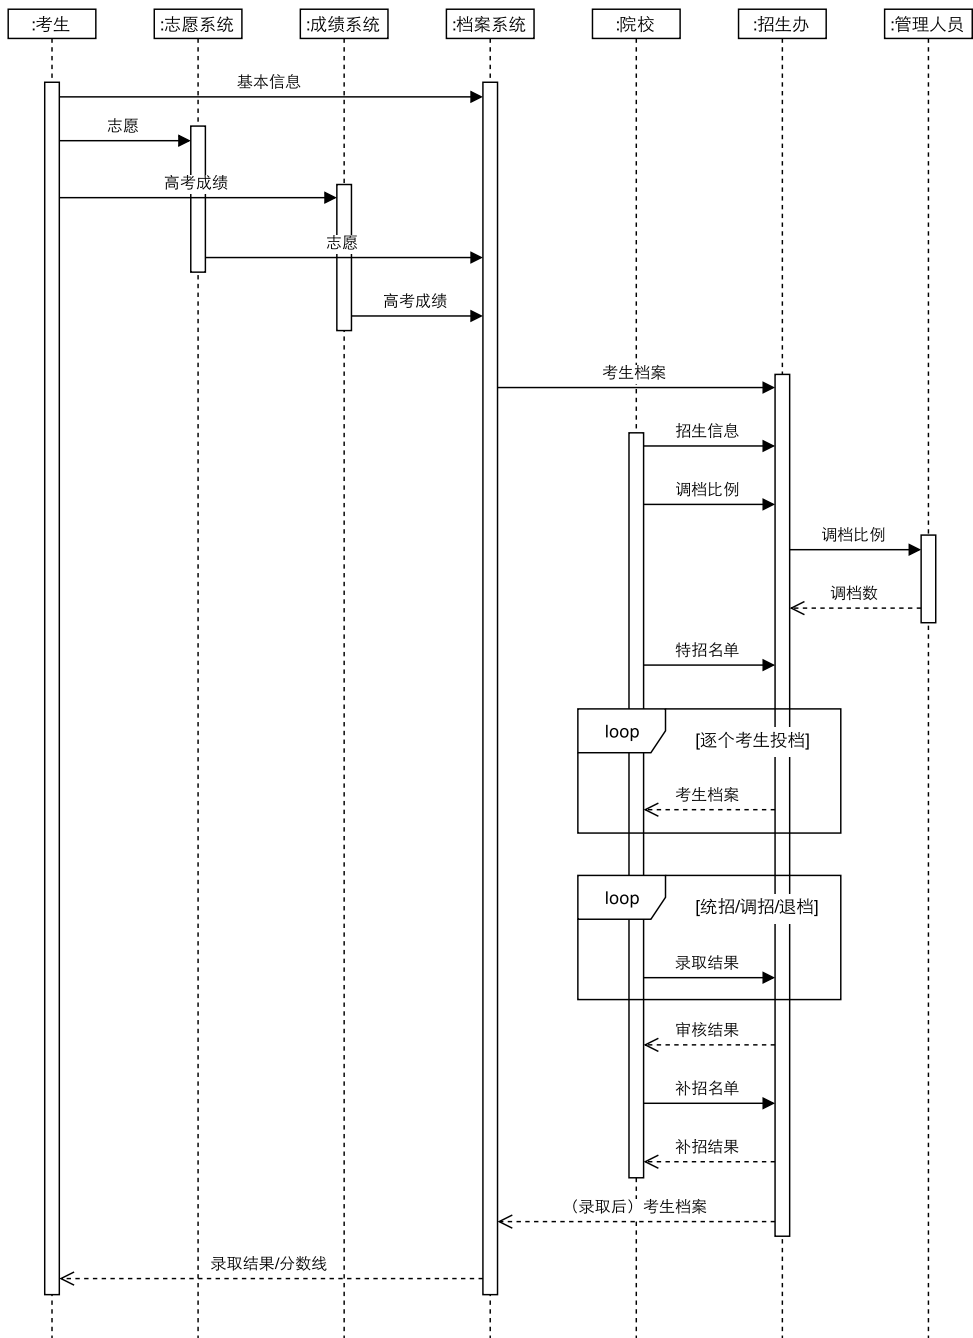 :考生
:志愿系统
:成绩系统
:档案系统
:院校
:招生办
:管理人员
基本信息
志愿
高考成绩
志愿
高考成绩
考生档案
招生信息
调档比例
调档比例
调档数
特招名单
loop
[逐个考生投档]
考生档案
loop
[统招/调招/退档]
录取结果
审核结果
补招名单
补招结果
（录取后）考生档案
录取结果/分数线